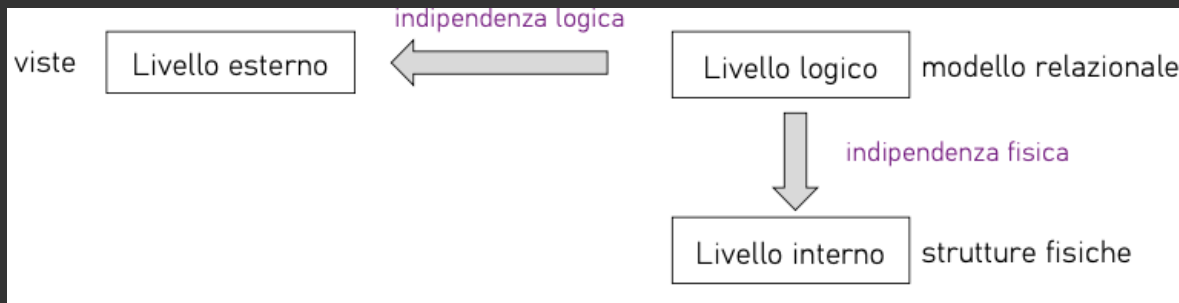 indipendenza logica
viste
Livello esterno
Livello logico
modello relazionale
indipendenza fisica
Livello interno
strutture fisiche